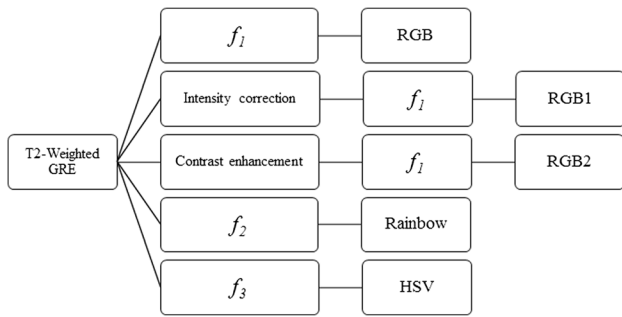 f1
RGB
Intensity correction
f1
RGB1
T2-Weighted
GRE
Contrast enhancement
f1
RGB2
f2
Rainbow
f3
HSV